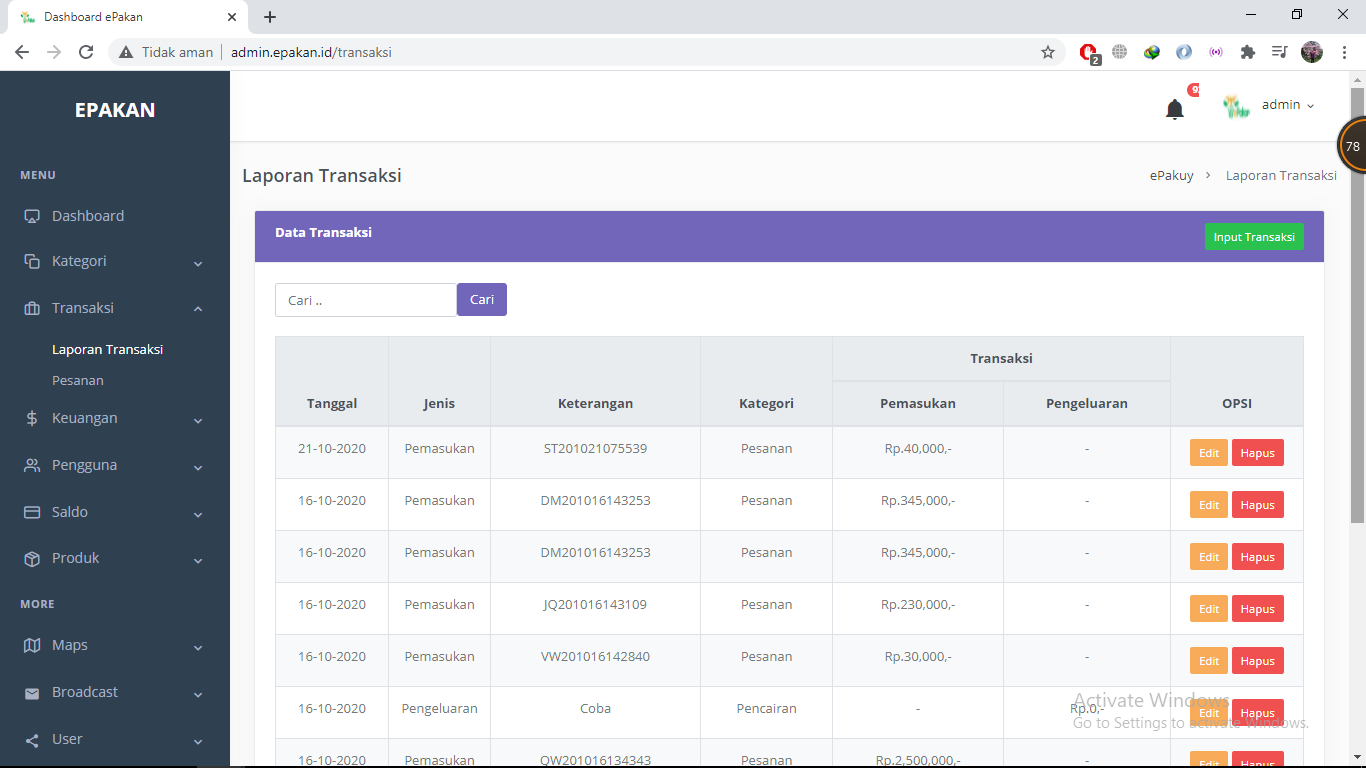 Dashboard ePakan
Tidak aman
admin.epakan.id/transaksi
2
EPAKAN
admin
78
MENU
Dashboard
Kategori
Transaksi
Laporan Transaksi
Pesanan
Keuangan
Pengguna
Saldo
Produk
MORE
Maps
Broadcast
User
Laporan Transaksi
ePakuy > Laporan Transaksi
Data Transaksi
Input Transaksi
Cari ..
Cari
Transaksi
Tanggal Jenis Keterangan Kategori Pemasukan Pengeluaran OPSI
21-10-2020 Pemasukan ST201021075539 Pesanan Rp.40,000,- - Edit Hapus
16-10-2020 Pemasukan DM201016143253 Pesanan Rp.345,000,- - Edit Hapus
16-10-2020 Pemasukan DM201016143253 Pesanan Rp.345,000,- - Edit Hapus
16-10-2020 Pemasukan JQ201016143109 Pesanan Rp.230,000,- - Edit Hapus
16-10-2020 Pemasukan VW201016142840 Pesanan Rp.30,000,- - Edit Hapus
16-10-2020 Pengeluaran Coba Pencairan - Rp.0,- Edit Hapus
16-10-2020 Pemasukan QW201016134343 Pesanan Rp.2,500,000,- - Edit Hapus
Activate Windows
Go to Settings to activate Windows.